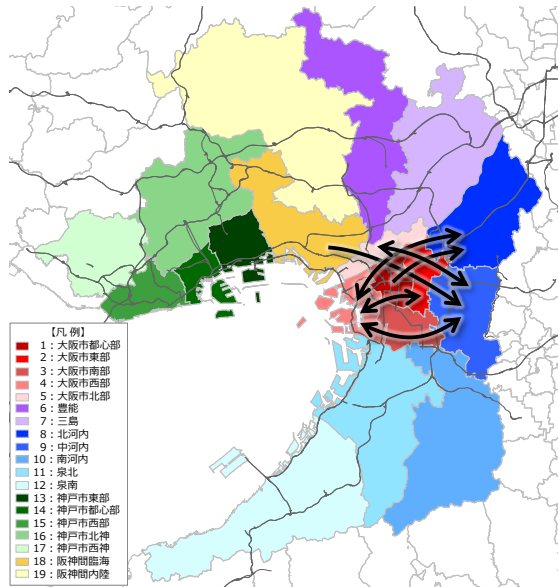 【凡 例】
1：大阪市都心部
2：大阪市東部
3：大阪市南部
4：大阪市西部
5：大阪市北部
6：豊能
7：三島
8：北河内
9：中河内
10：南河内
11：泉北
12：泉南
13：神戸市東部
14：神戸市都心部
15：神戸市西部
16：神戸市北神
17：神戸市西神
18：阪神間臨海
19：阪神間内陸